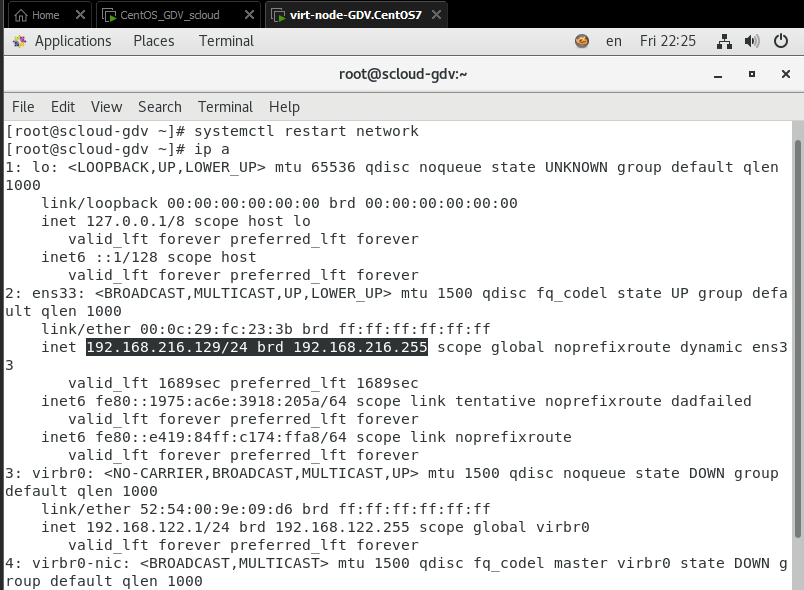 Home CentOS_GDV_scloud virt-node-GDV.CentOS7
Applications Places Terminal en Fri 22:25
root@scloud-gdv:~
File Edit View Search Terminal Help
[root@scloud-gdv ~]# systemctl restart network
[root@scloud-gdv ~]# ip a
1: lo: <LOOPBACK,UP,LOWER_UP> mtu 65536 qdisc noqueue state UNKNOWN group default qlen
1000
link/loopback 00:00:00:00:00:00 brd 00:00:00:00:00:00
inet 127.0.0.1/8 scope host lo
valid_lft forever preferred_lft forever
inet6 ::1/128 scope host
valid_lft forever preferred_lft forever
2: ens33: <BROADCAST,MULTICAST,UP,LOWER_UP> mtu 1500 qdisc fq_codel state UP group defa
ult qlen 1000
link/ether 00:0c:29:fc:23:3b brd ff:ff:ff:ff:ff:ff
inet 192.168.216.129/24 brd 192.168.216.255 scope global noprefixroute dynamic ens3
3
valid_lft 1689sec preferred_lft 1689sec
inet6 fe80::1975:ac6e:3918:205a/64 scope link tentative noprefixroute dadfailed
valid_lft forever preferred_lft forever
inet6 fe80::e419:84ff:c174:ffa8/64 scope link noprefixroute
valid_lft forever preferred_lft forever
3: virbr0: <NO-CARRIER,BROADCAST,MULTICAST,UP> mtu 1500 qdisc noqueue state DOWN group
default qlen 1000
link/ether 52:54:00:9e:09:d6 brd ff:ff:ff:ff:ff:ff
inet 192.168.122.1/24 brd 192.168.122.255 scope global virbr0
valid_lft forever preferred_lft forever
4: virbr0-nic: <BROADCAST,MULTICAST> mtu 1500 qdisc fq_codel master virbr0 state DOWN g
roup default qlen 1000